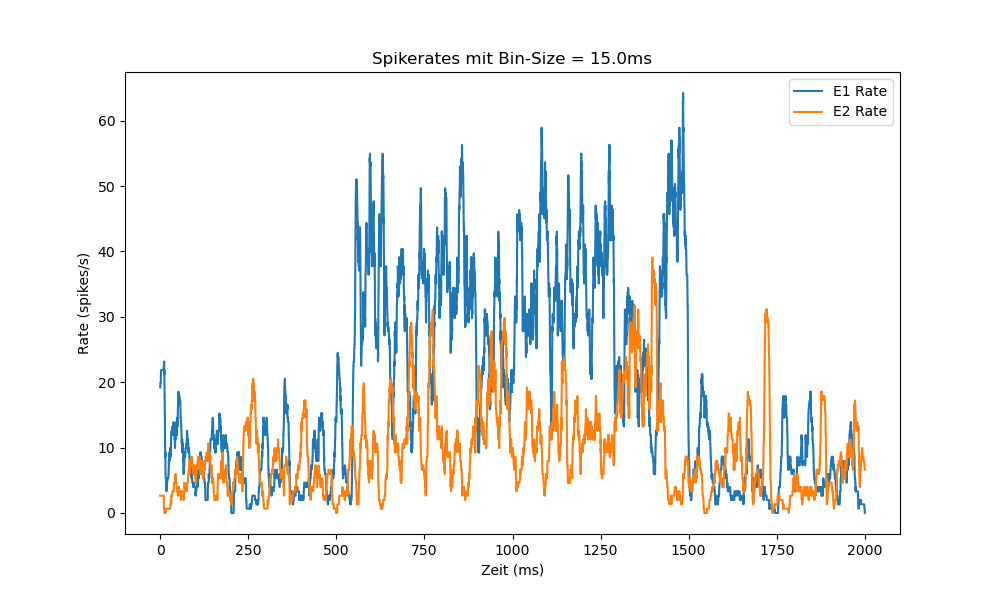 Spikerates mit Bin-Size = 15.0ms
E1 Rate
E2 Rate
60
50
40
30
20
10
0
Rate (spikes/s)
0 250 500 750 1000 1250 1500 1750 2000
Zeit (ms)